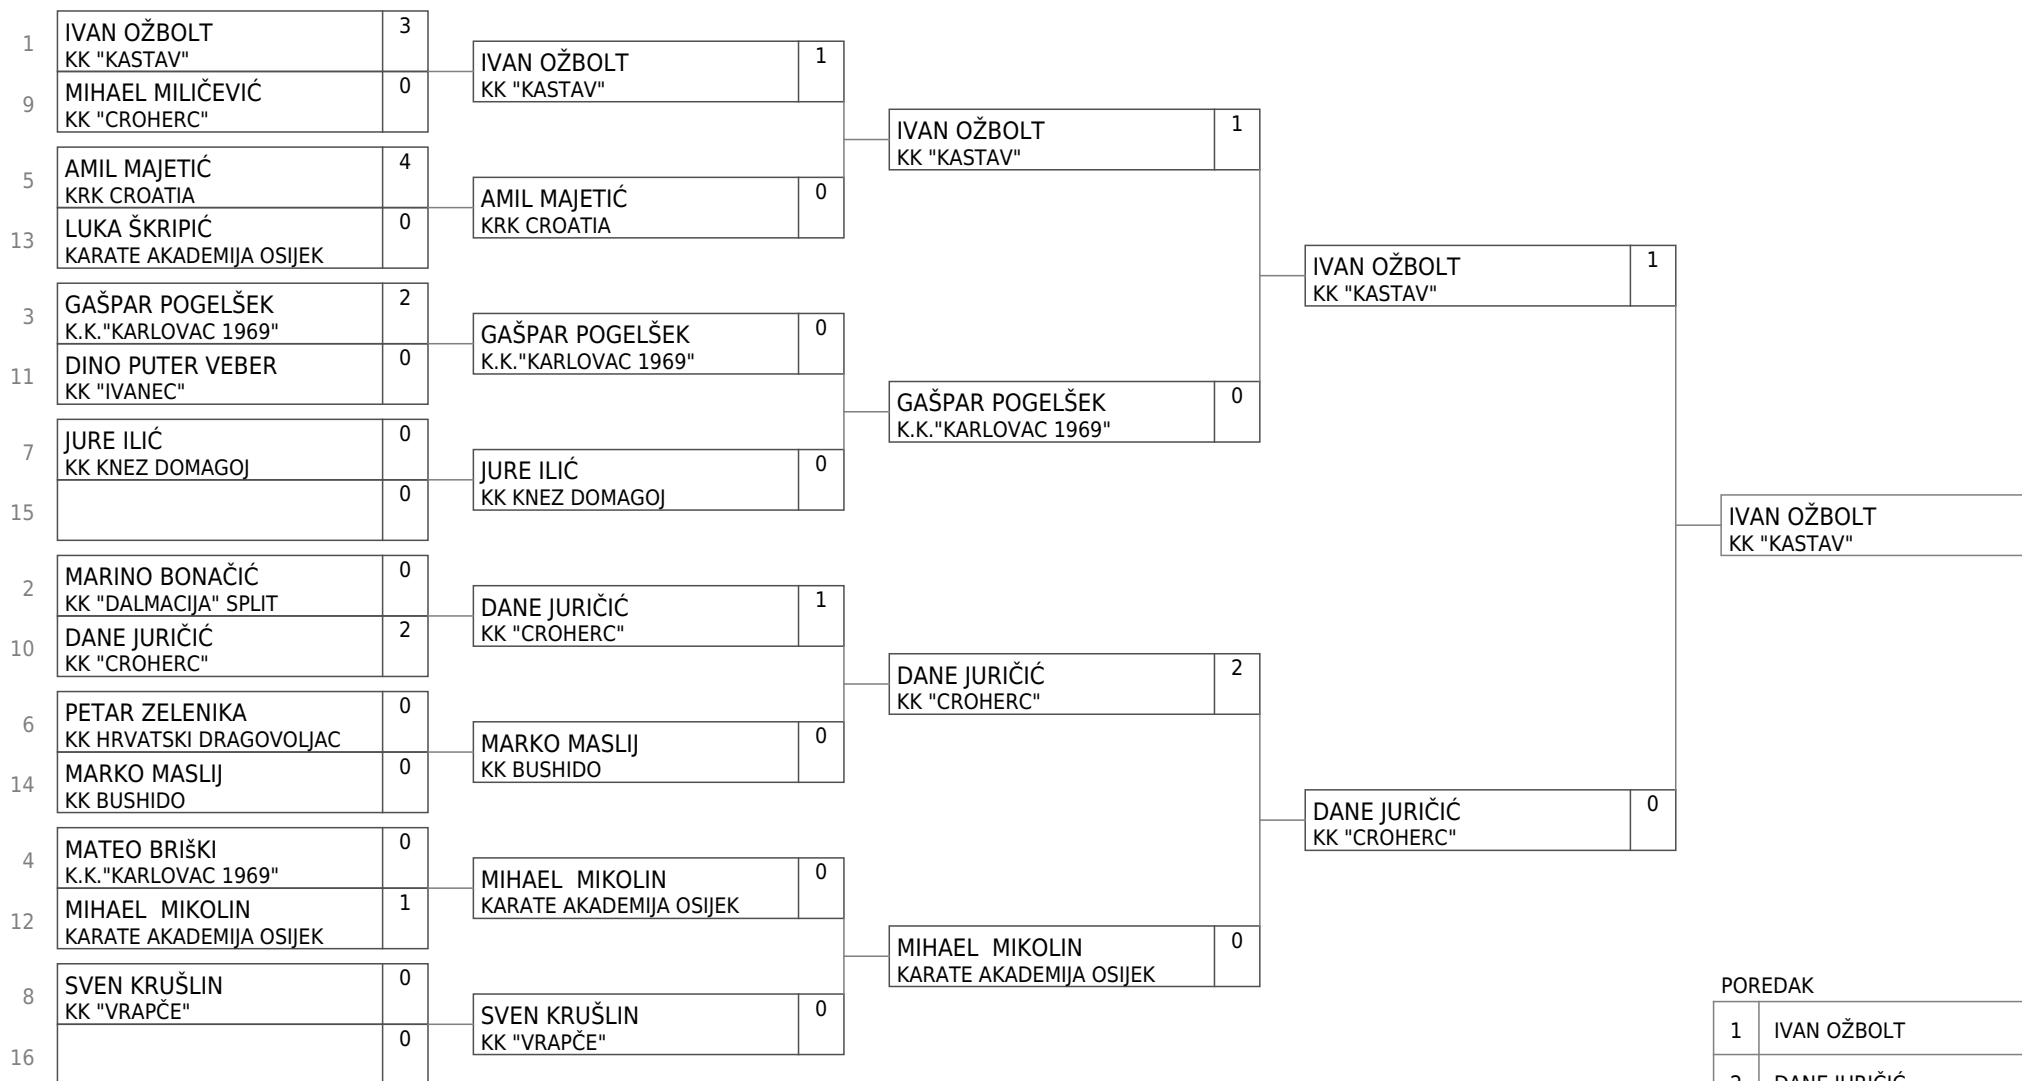 1
IVAN OŽBOLT
3
KK "KASTAV"
9
MIHAEL MILIČEVIĆ
0
KK "CROHERC"
5
AMIL MAJETIĆ
4
KRK CROATIA
13
LUKA ŠKRIPIĆ
0
KARATE AKADEMIJA OSIJEK
3
GAŠPAR POGELŠEK
2
K.K."KARLOVAC 1969"
11
DINO PUTER VEBER
0
KK "IVANEC"
7
JURE ILIĆ
0
KK KNEZ DOMAGOJ
15
0
2
MARINO BONAČIĆ
0
KK "DALMACIJA" SPLIT
10
DANE JURIČIĆ
2
KK "CROHERC"
6
PETAR ZELENIKA
0
KK HRVATSKI DRAGOVOLJAC
14
MARKO MASLIJ
0
KK BUSHIDO
4
MATEO BRIšKI
0
K.K."KARLOVAC 1969"
12
MIHAEL  MIKOLIN
1
KARATE AKADEMIJA OSIJEK
8
SVEN KRUŠLIN
0
KK "VRAPČE"
16
0
IVAN OŽBOLT
1
KK "KASTAV"
AMIL MAJETIĆ
0
KRK CROATIA
GAŠPAR POGELŠEK
0
K.K."KARLOVAC 1969"
JURE ILIĆ
0
KK KNEZ DOMAGOJ
DANE JURIČIĆ
1
KK "CROHERC"
MARKO MASLIJ
0
KK BUSHIDO
MIHAEL  MIKOLIN
0
KARATE AKADEMIJA OSIJEK
SVEN KRUŠLIN
0
KK "VRAPČE"
IVAN OŽBOLT
1
KK "KASTAV"
GAŠPAR POGELŠEK
0
K.K."KARLOVAC 1969"
DANE JURIČIĆ
2
KK "CROHERC"
MIHAEL  MIKOLIN
0
KARATE AKADEMIJA OSIJEK
IVAN OŽBOLT
1
KK "KASTAV"
DANE JURIČIĆ
0
KK "CROHERC"
IVAN OŽBOLT
KK "KASTAV"
POREDAK
1 IVAN OŽBOLT
2 DANE JURIČIĆ